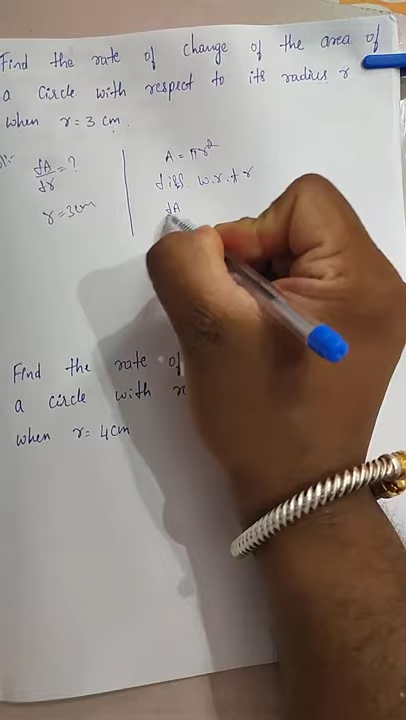 Find the rate of change of the area of
a Circle with respect to its radius r
when r = 3 cm.
dA/dr = ?
r = 3cm
A = πr²
diff. w.r.t r
dA
Find the rate of
a circle with
when r = 4cm